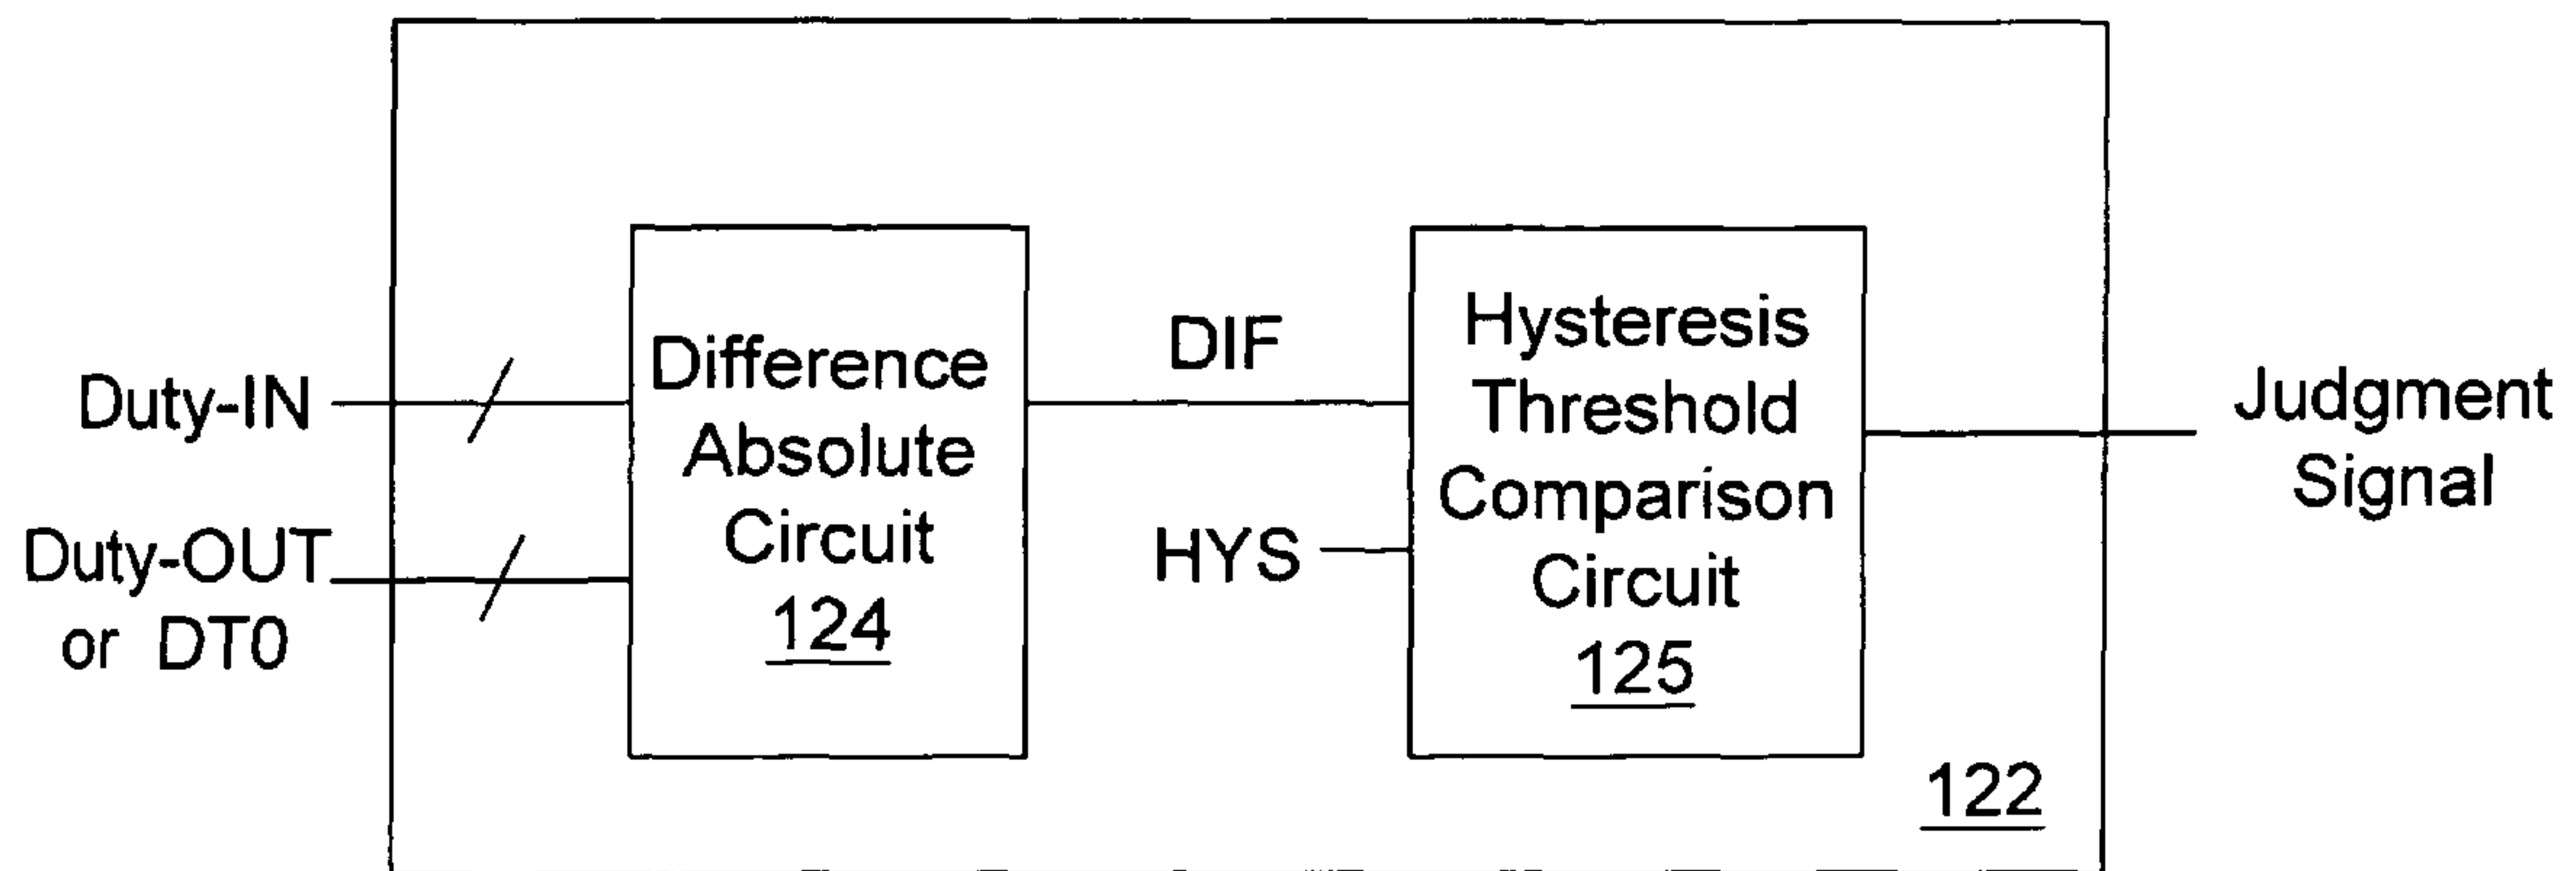 Duty-IN
Duty-OUT
or DT0
Difference
Absolute
Circuit
124
DIF
HYS
Hysteresis
Threshold
Comparison
Circuit
125
Judgment
Signal
122